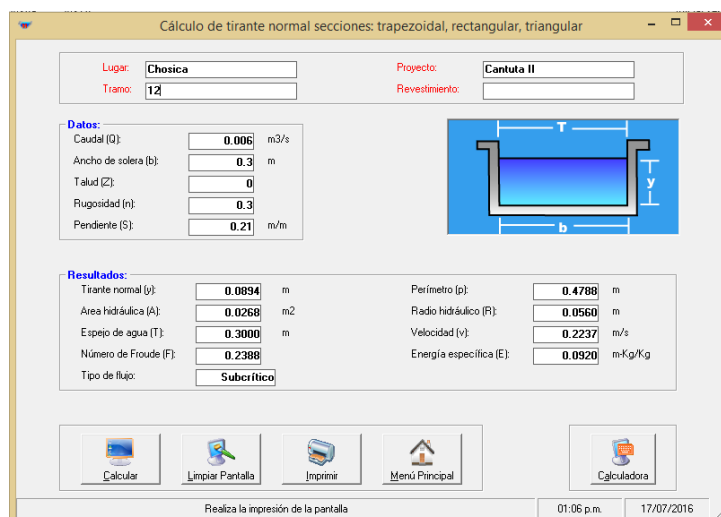 Cálculo de tirante normal secciones: trapezoidal, rectangular, triangular
Lugar: Chosica Proyecto: Cantuta II
Tramo: 12 Revestimiento:
Datos:
Caudal (Q): 0.006 m3/s
Ancho de solera (b): 0.3 m
Talud (Z): 0
Rugosidad (n): 0.3
Pendiente (S): 0.21 m/m
T
y
b
Resultados:
Tirante normal (y): 0.0894 m Perímetro (p): 0.4788 m
Area hidráulica (A): 0.0268 m2 Radio hidráulico (R): 0.0560 m
Espejo de agua (T): 0.3000 m Velocidad (v): 0.2237 m/s
Número de Froude (F): 0.2388 Energía específica (E): 0.0920 m-Kg/Kg
Tipo de flujo: Subcrítico
Calcular Limpiar Pantalla Imprimir Menú Principal Calculadora
Realiza la impresión de la pantalla 01:06 p.m. 17/07/2016